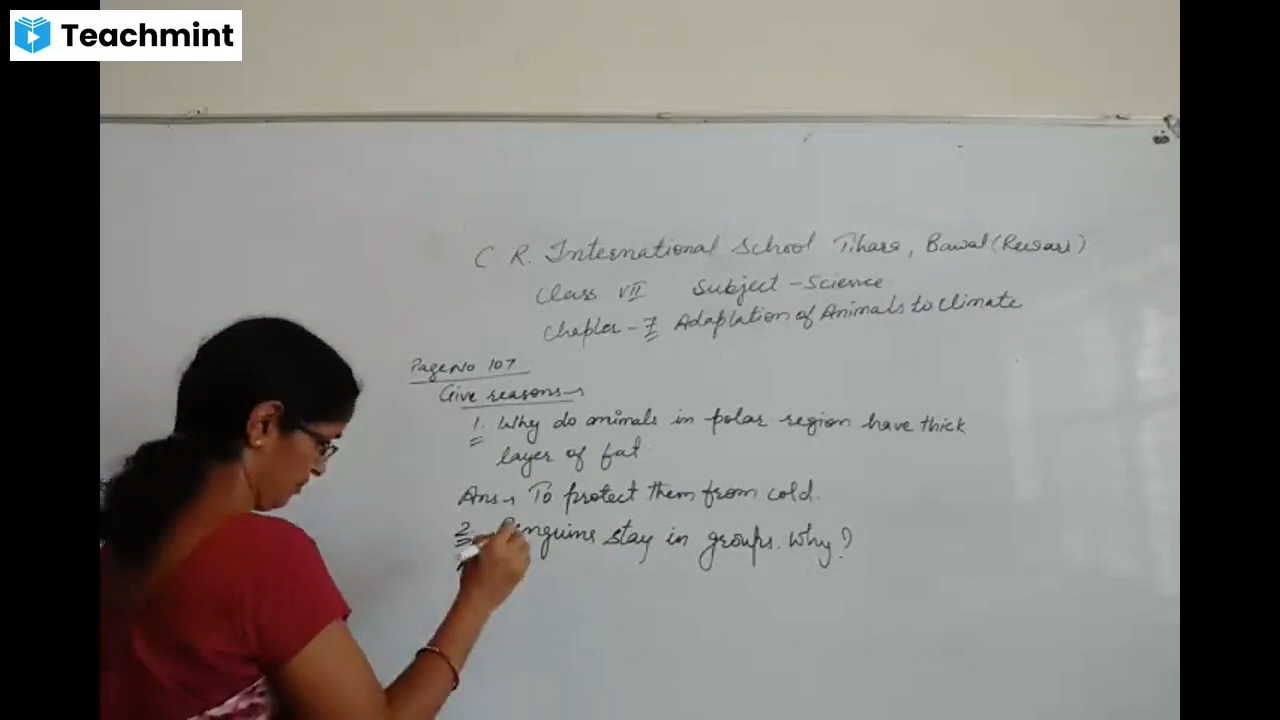 Teachmint
C R. International School Tihara, Bawal (Rewari)
Class VII Subject - Science
Chapter - 7 Adaptation of Animals to Climate
Page No 107
Give reasons→
1. Why do animals in polar region have thick
layer of fat
Ans→ To protect them from cold.
2. Penguins stay in groups. Why?